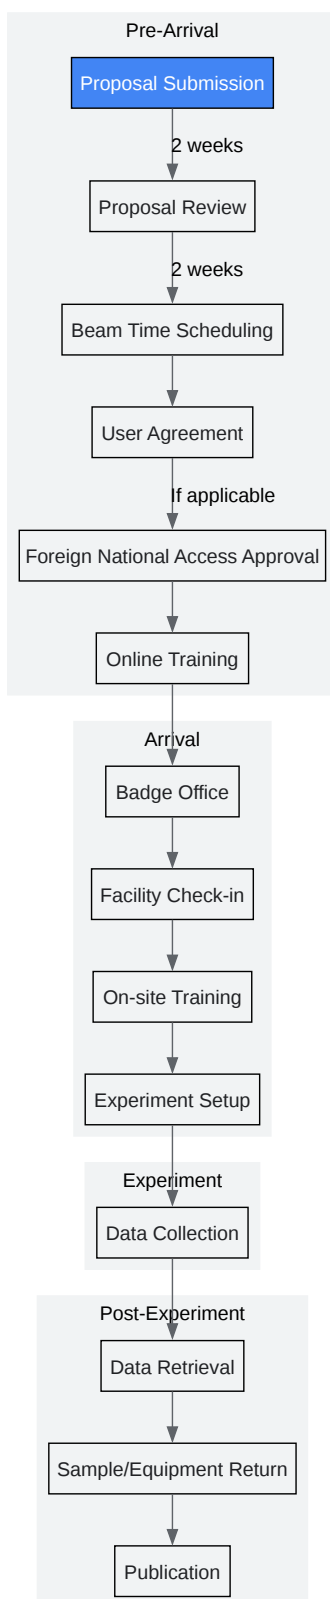 Pre-Arrival
Proposal Submission
2 weeks
Proposal Review
2 weeks
Beam Time Scheduling
User Agreement
If applicable
Foreign National Access Approval
Online Training
Arrival
Badge Office
Facility Check-in
On-site Training
Experiment Setup
Experiment
Data Collection
Post-Experiment
Data Retrieval
Sample/Equipment Return
Publication